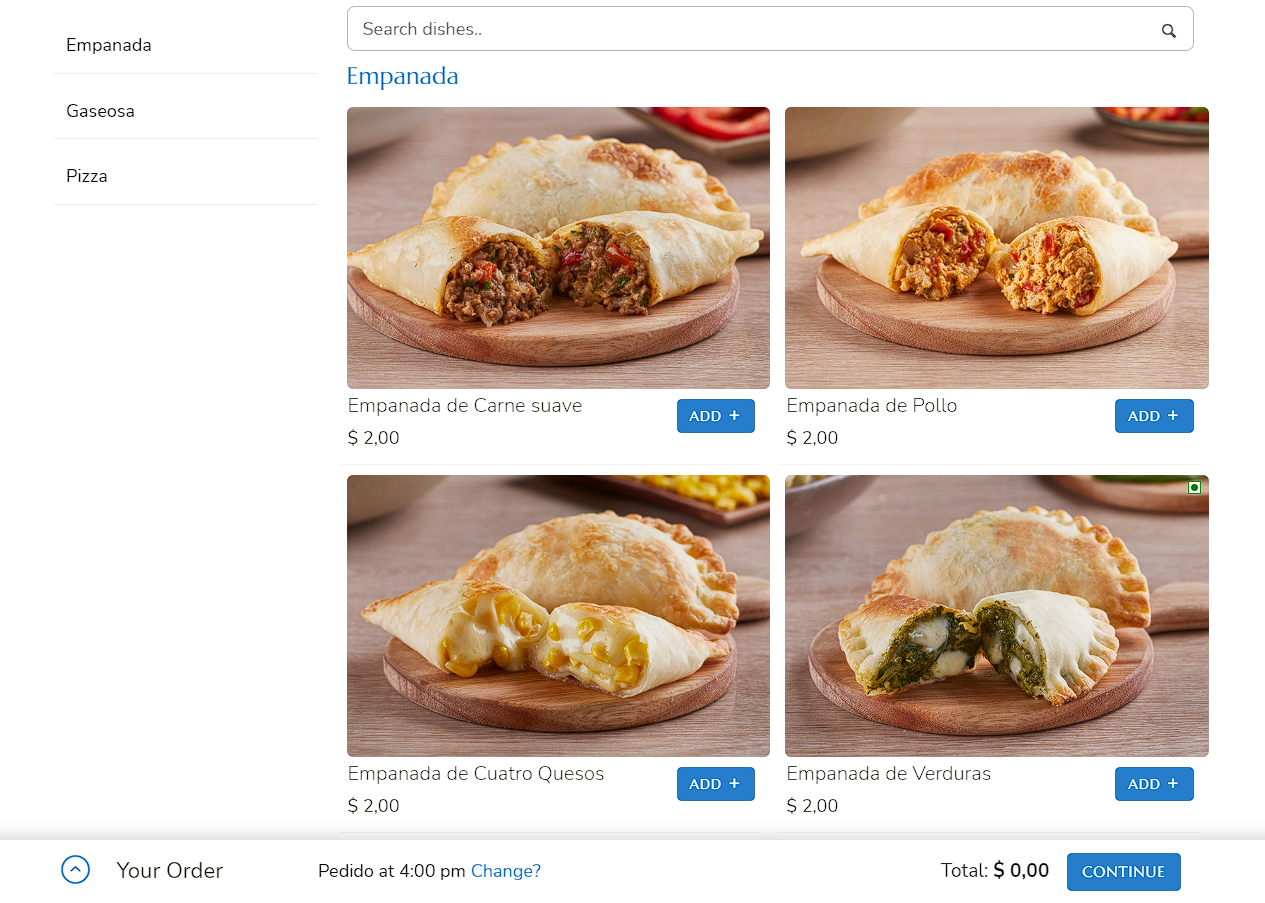 Empanada
Gaseosa
Pizza
Search dishes..
Empanada
Empanada de Carne suave
$ 2,00
ADD +
Empanada de Pollo
$ 2,00
ADD +
Empanada de Cuatro Quesos
$ 2,00
ADD +
Empanada de Verduras
$ 2,00
ADD +
Your Order
Pedido at 4:00 pm Change?
Total: $ 0,00
CONTINUE